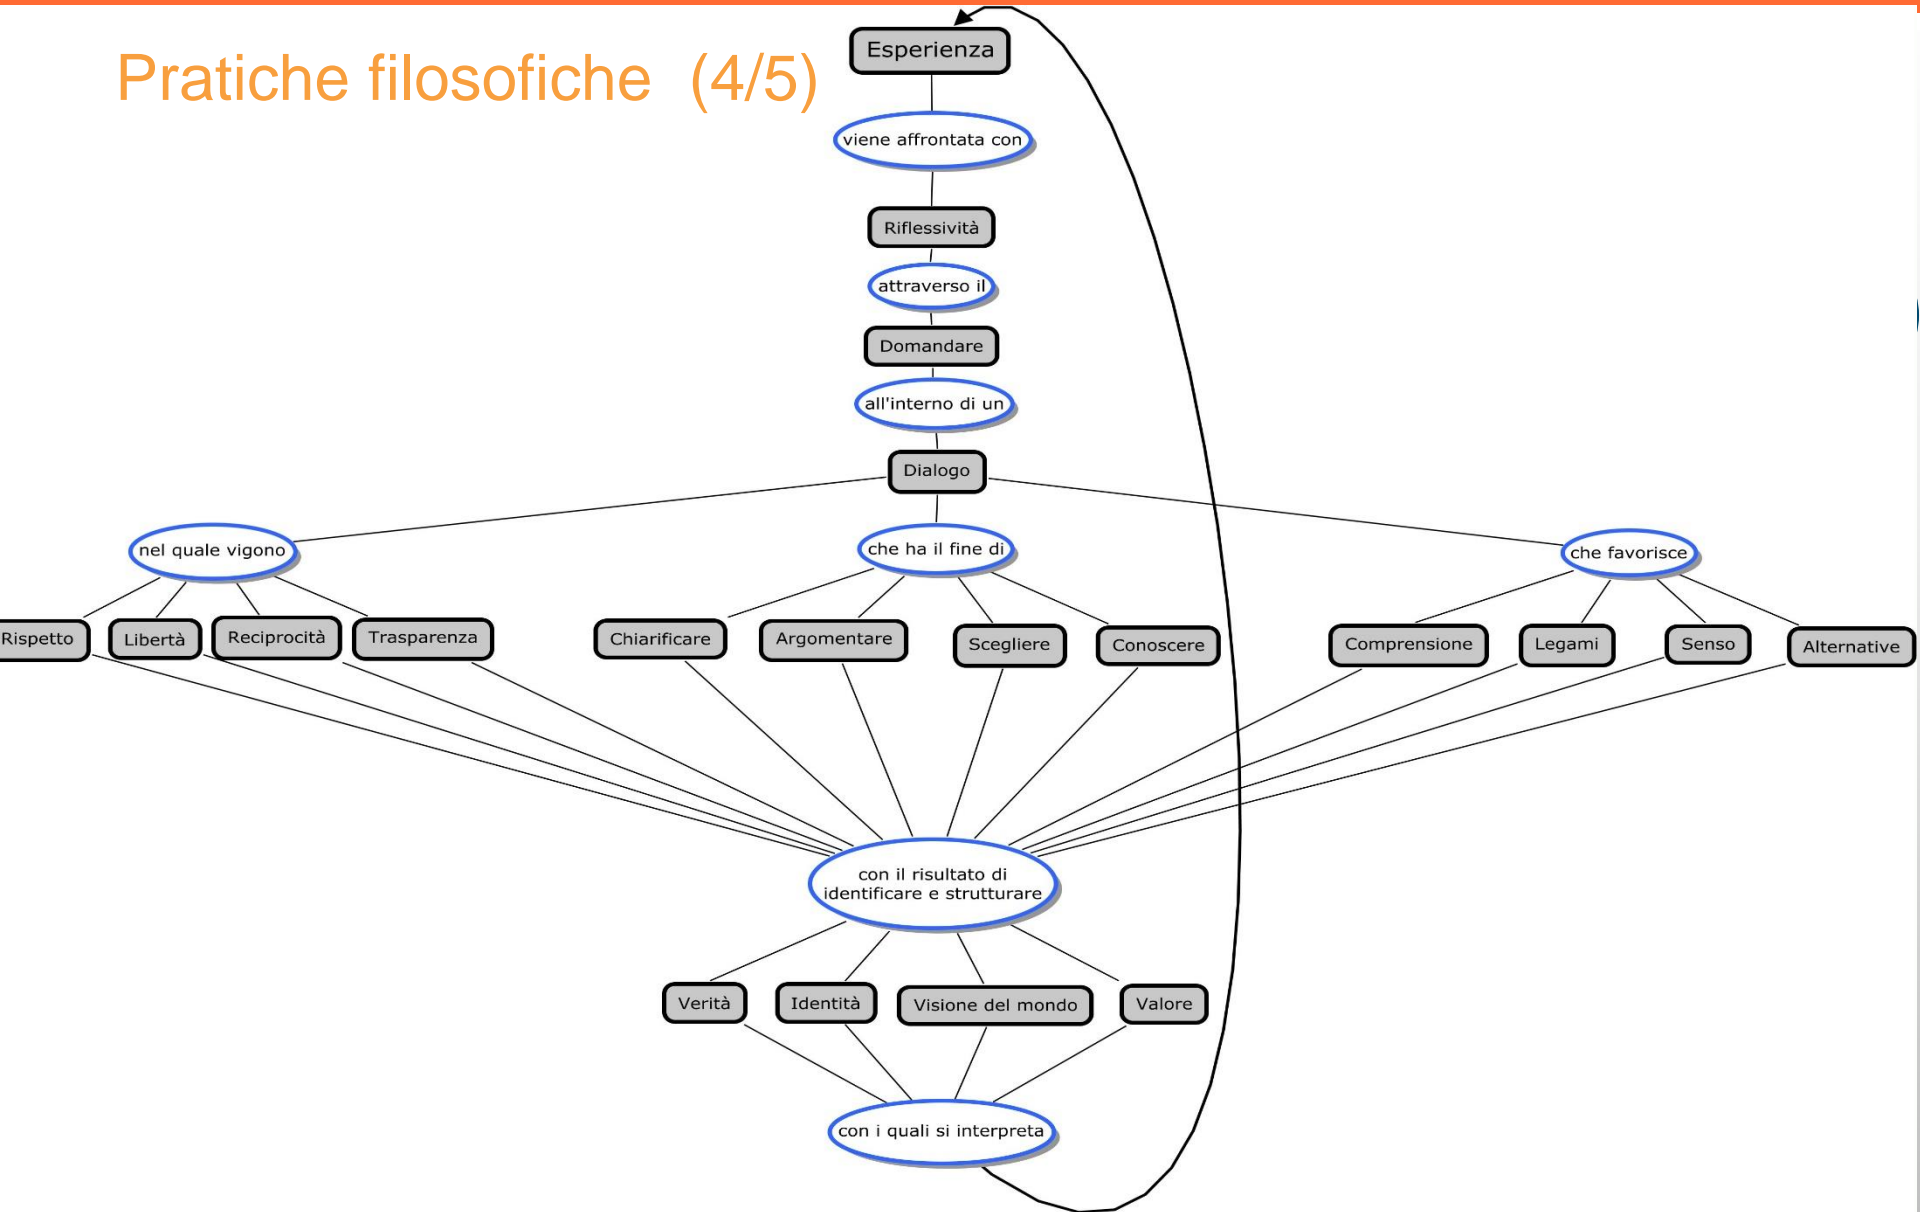 Pratiche filosofiche (4/5)
Esperienza
viene affrontata con
Riflessività
attraverso il
Domandare
all'interno di un
Dialogo
nel quale vigono
che ha il fine di
che favorisce
Rispetto
Libertà
Reciprocità
Trasparenza
Chiarificare
Argomentare
Scegliere
Conoscere
Comprensione
Legami
Senso
Alternative
con il risultato di
identificare e strutturare
Verità
Identità
Visione del mondo
Valore
con i quali si interpreta